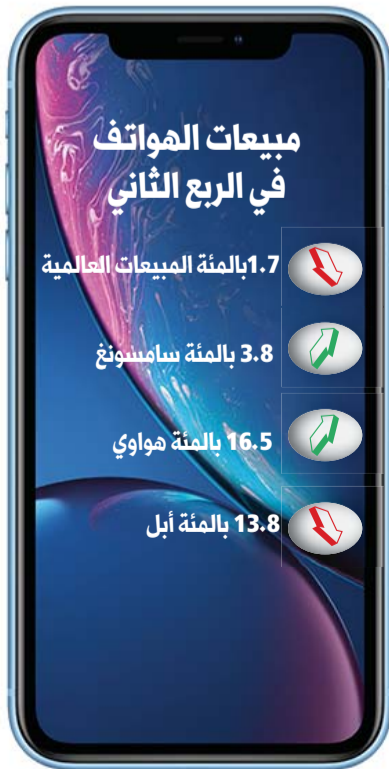 مبيعات الهواتف
في الربع الثاني
1.7بالمئة المبيعات العالمية
3.8 بالمئة سامسونغ
16.5 بالمئة هواوي
13.8 بالمئة أبل